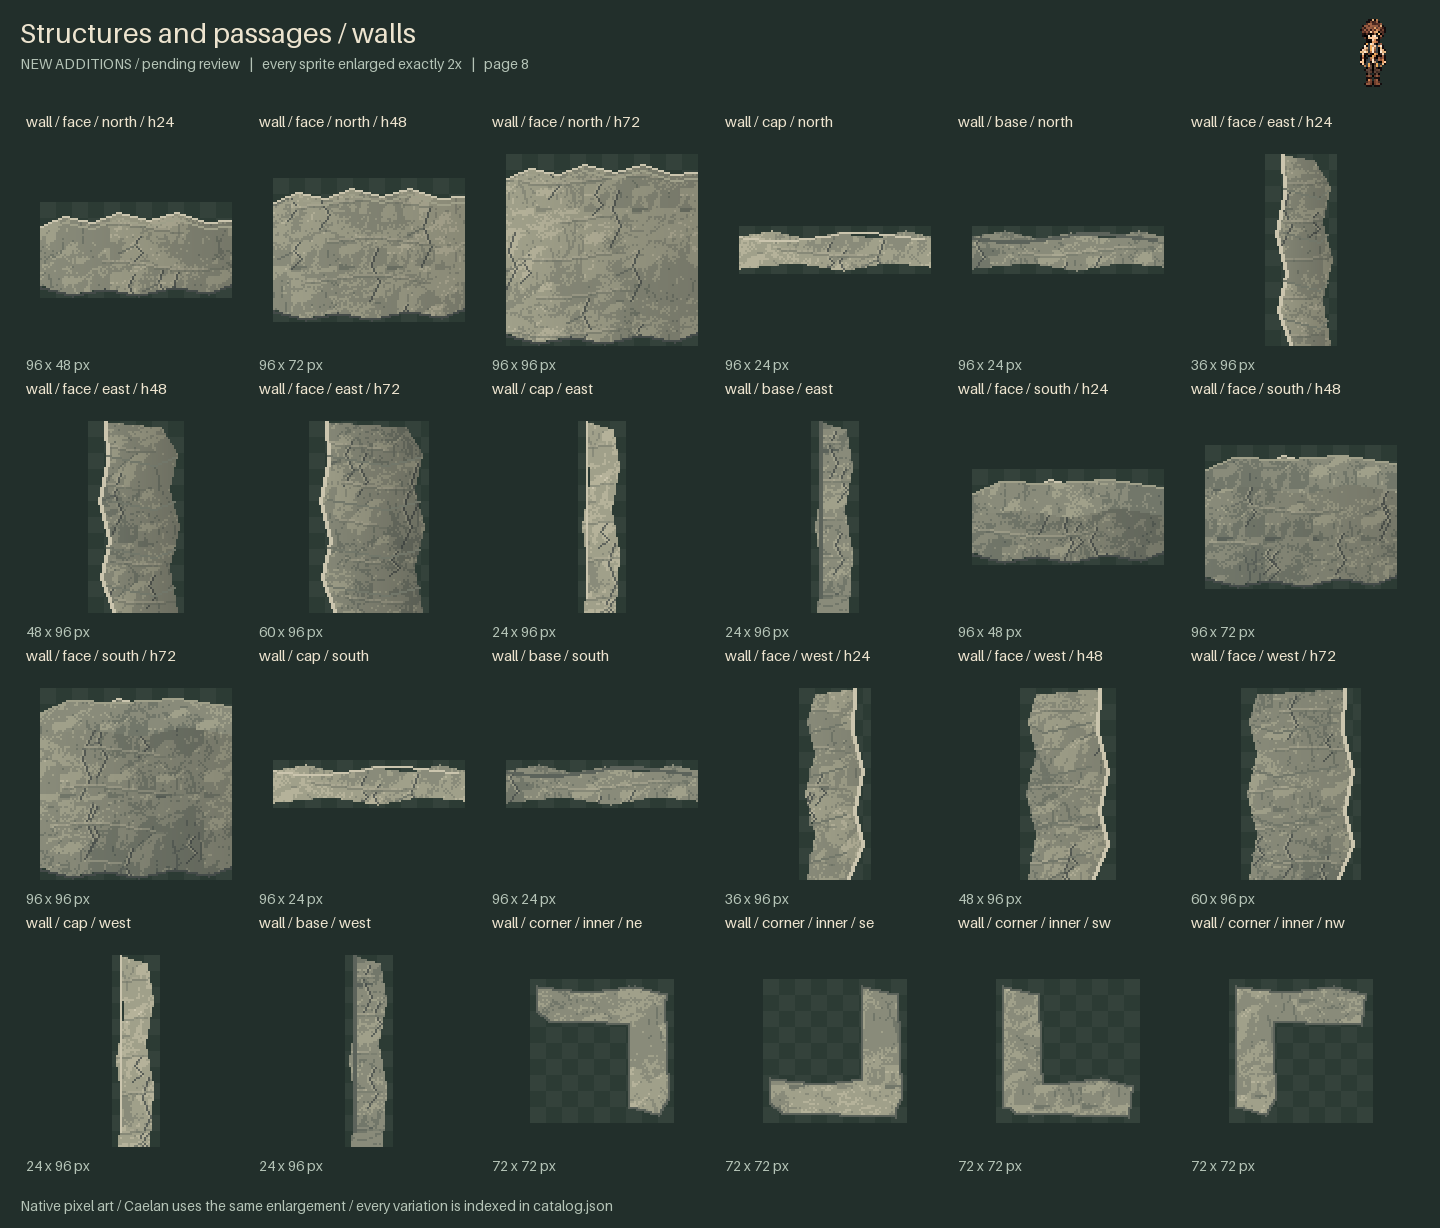 Structures and passages / walls
NEW ADDITIONS / pending review | every sprite enlarged exactly 2x | page 8
wall / face / north / h24
wall / face / north / h48
wall / face / north / h72
wall / cap / north
wall / base / north
wall / face / east / h24
96 x 48 px
96 x 72 px
96 x 96 px
96 x 24 px
96 x 24 px
36 x 96 px
wall / face / east / h48
wall / face / east / h72
wall / cap / east
wall / base / east
wall / face / south / h24
wall / face / south / h48
48 x 96 px
60 x 96 px
24 x 96 px
24 x 96 px
96 x 48 px
96 x 72 px
wall / face / south / h72
wall / cap / south
wall / base / south
wall / face / west / h24
wall / face / west / h48
wall / face / west / h72
96 x 96 px
96 x 24 px
96 x 24 px
36 x 96 px
48 x 96 px
60 x 96 px
wall / cap / west
wall / base / west
wall / corner / inner / ne
wall / corner / inner / se
wall / corner / inner / sw
wall / corner / inner / nw
24 x 96 px
24 x 96 px
72 x 72 px
72 x 72 px
72 x 72 px
72 x 72 px
Native pixel art / Caelan uses the same enlargement / every variation is indexed in catalog.json